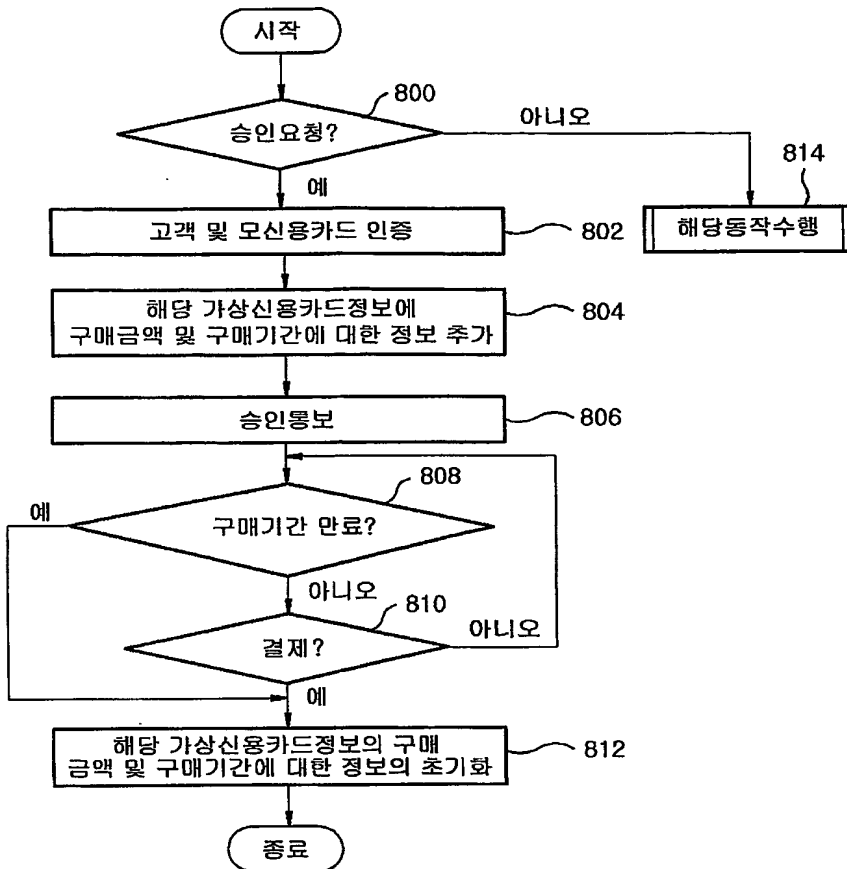 시작
800
승인요청?
아니오
예
814
해당동작수행
고객 및 모신용카드 인증
802
해당 가상신용카드정보에
구매금액 및 구매기간에 대한 정보 추가
804
승인통보
806
808
예
구매기간 만료?
아니오
810
아니오
결제?
예
해당 가상신용카드정보의 구매
금액 및 구매기간에 대한 정보의 초기화
812
종료